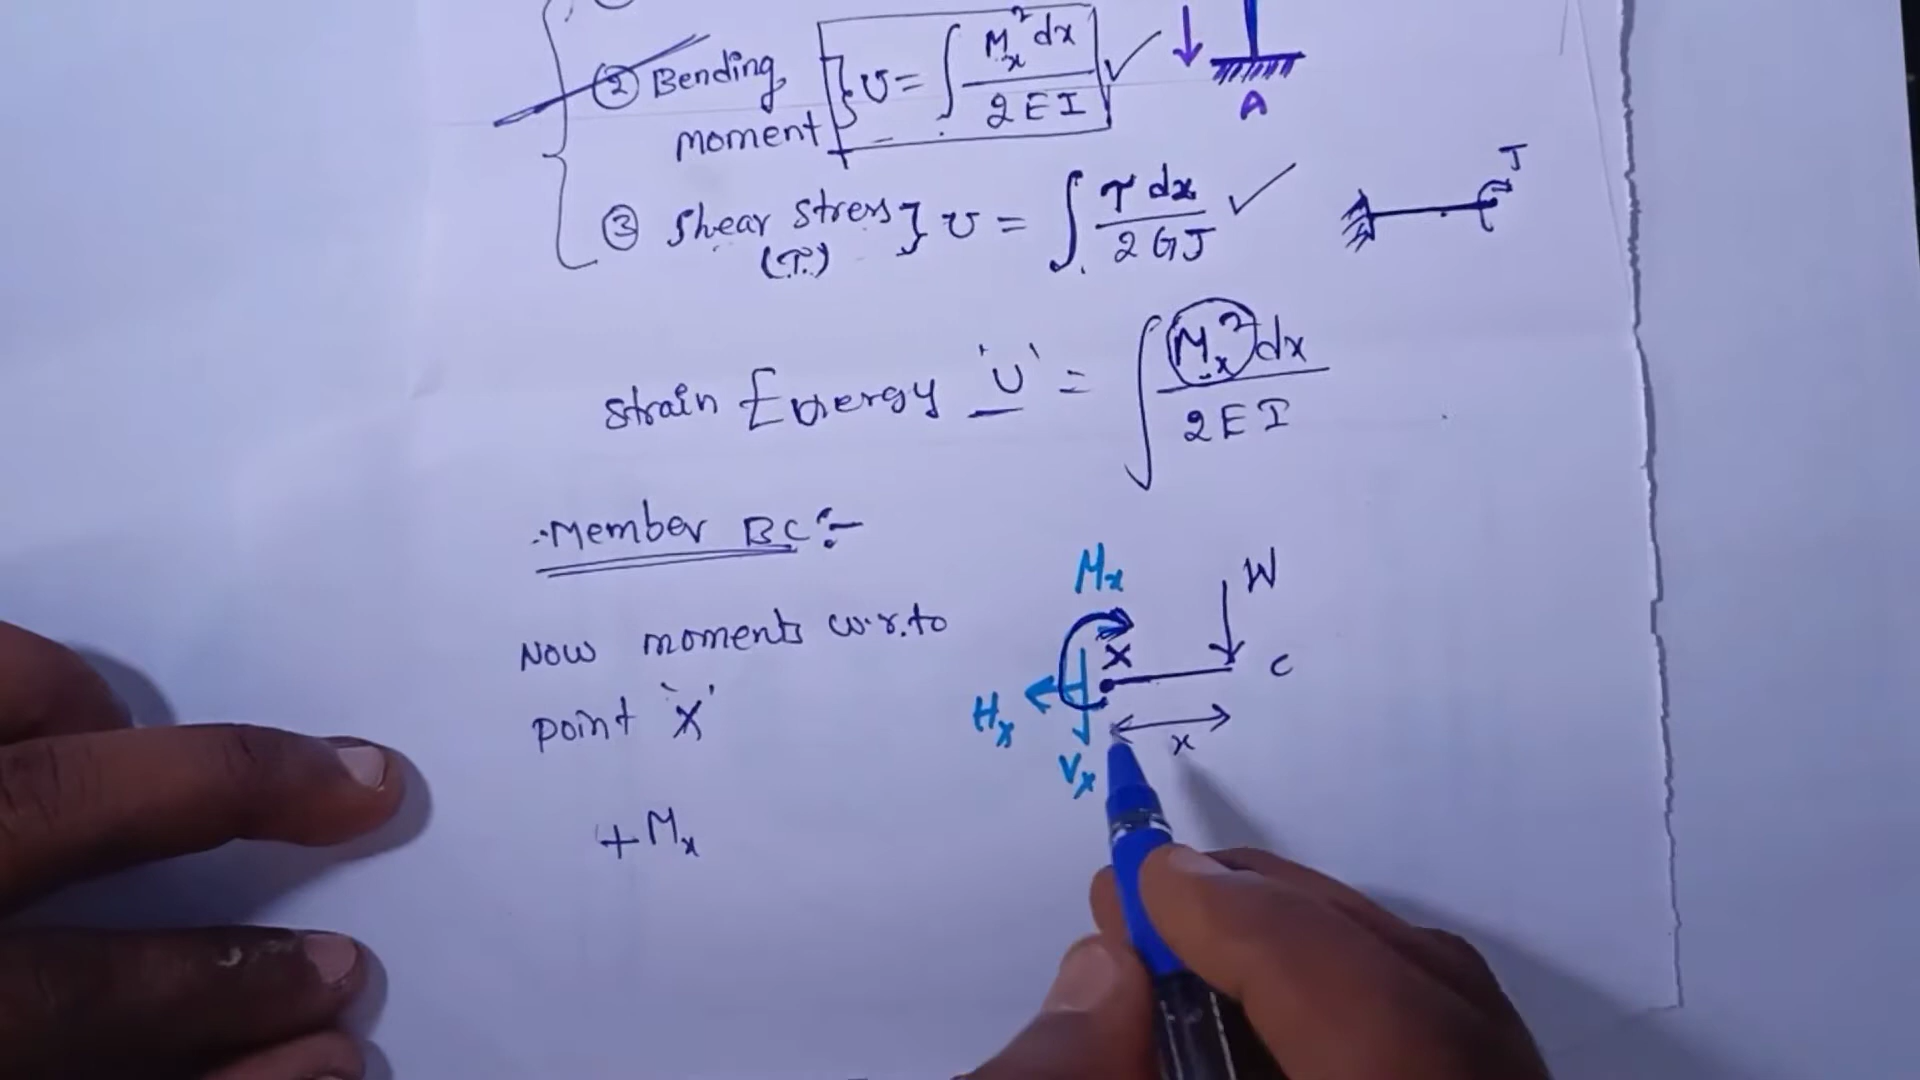 ② Bending moment } U = ∫ Mx² dx / 2EI ✓
A
③ Shear stress (τ) } U = ∫ τ dx / 2GJ ✓
T
Strain Energy 'U' = ∫ Mx² dx / 2EI
Member BC:-
Now moments w.r.to
point 'X'
+Mx
Mx
W
X
C
Hx
x
Vx